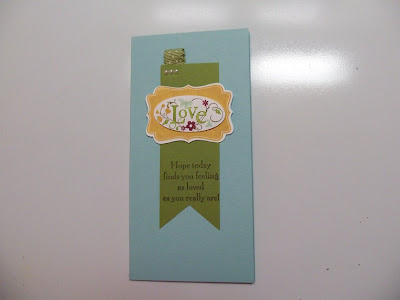 Love
Hope today
finds you feeling
as loved
as you really are!